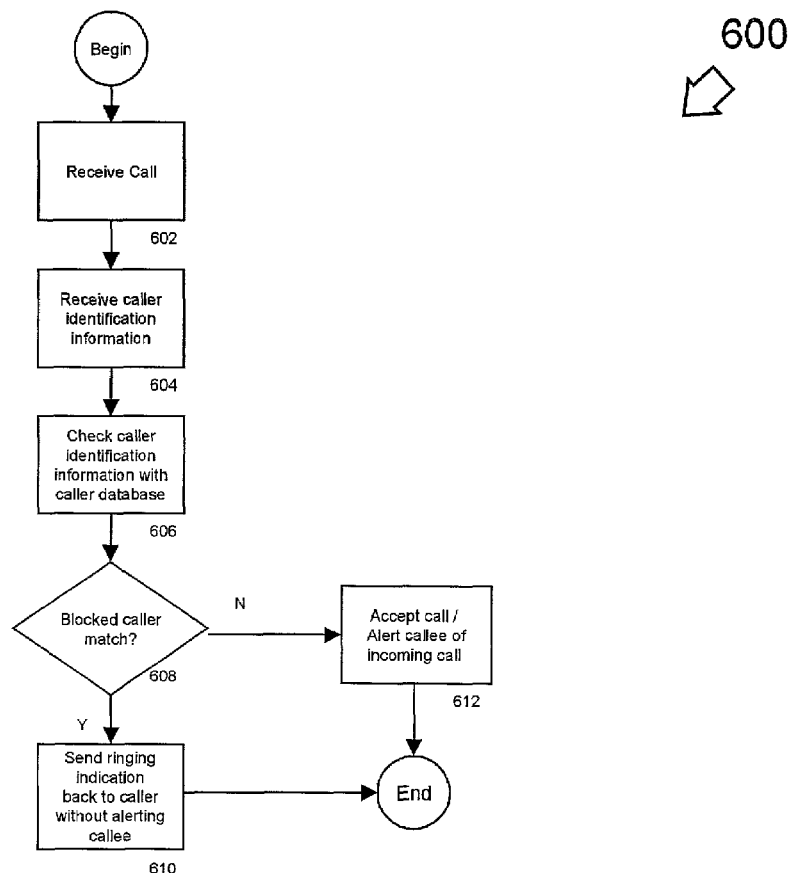 600
Begin
Receive Call
602
Receive caller
identification
information
604
Check caller
identification
information with
caller database
606
Blocked caller
match?
608
N
Accept call /
Alert callee of
incoming call
612
Y
Send ringing
indication
back to caller
without alerting
callee
610
End